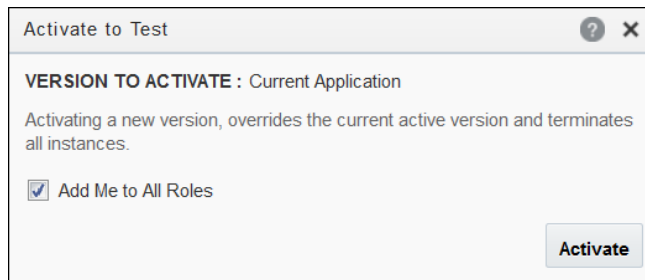 Activate to Test
VERSION TO ACTIVATE : Current Application
Activating a new version, overrides the current active version and terminates
all instances.
Add Me to All Roles
Activate